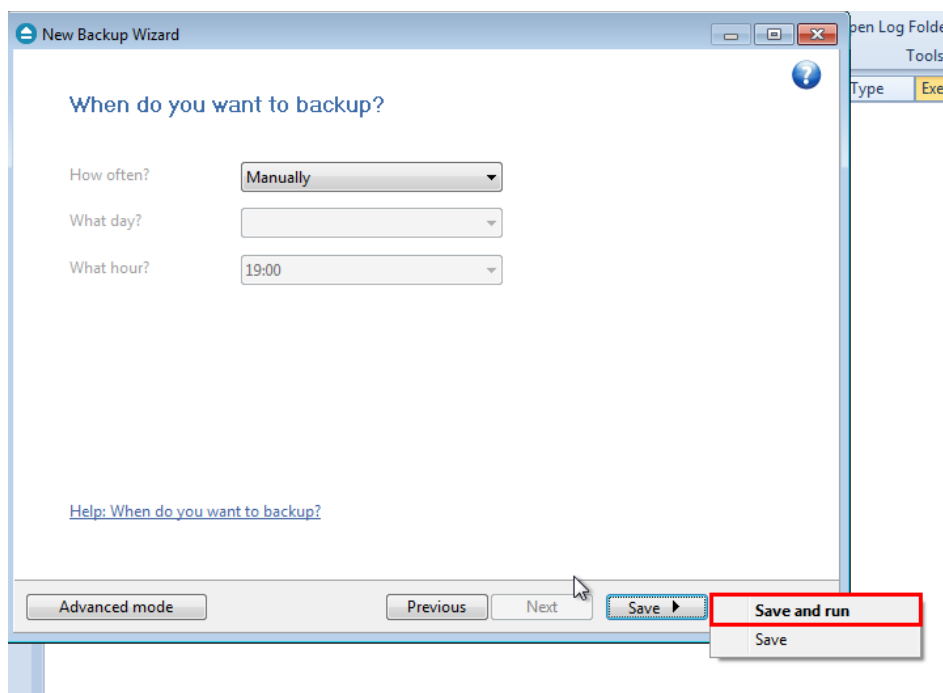 New Backup Wizard
pen Log Folde
Tools
Type Exe
When do you want to backup?
How often? Manually
What day?
What hour? 19:00
Help: When do you want to backup?
Advanced mode Previous Next Save Save and run
Save